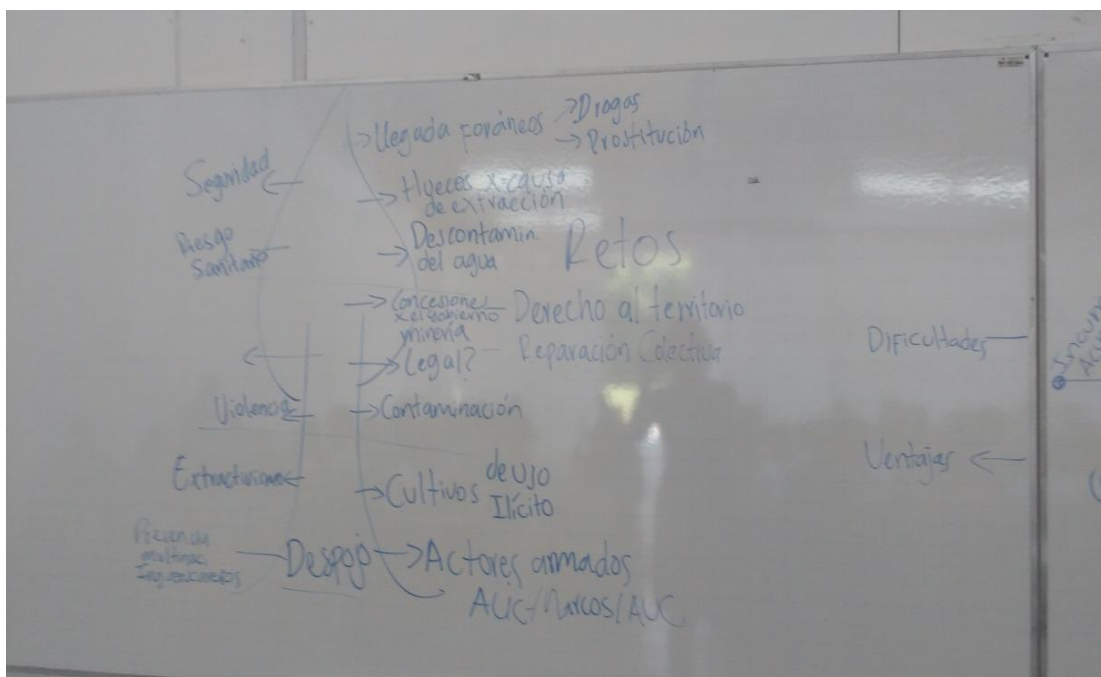 Llegada foráneos → Drogas
→ Prostitución
Seguridad
Huecos x causa
de extracción
Riesgo
Sanitario
Descontamin.
del agua
Retos
Concesiones
x el gobierno
minería
Derecho al territorio
Legal? - Reparación Colectiva
Violencia
Contaminación
Extractivismo
Cultivos de uso
Ilícito
Despojo → Actores armados
/Narcos/AUC
Dificultades
Ventajas